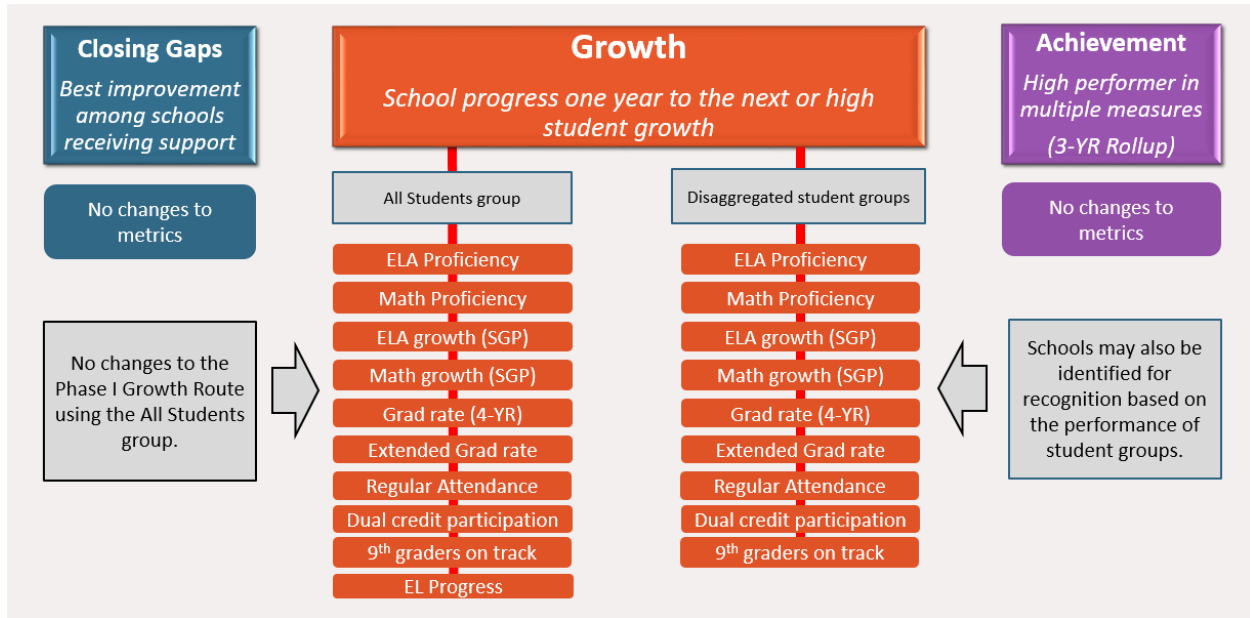 Closing Gaps
Best improvement
among schools
receiving support
No changes to
metrics
No changes to the
Phase I Growth Route
using the All Students
group.
Growth
School progress one year to the next or high
student growth
All Students group
ELA Proficiency
Math Proficiency
ELA growth (SGP)
Math growth (SGP)
Grad rate (4-YR)
Extended Grad rate
Regular Attendance
Dual credit participation
9th graders on track
EL Progress
Disaggregated student groups
ELA Proficiency
Math Proficiency
ELA growth (SGP)
Math growth (SGP)
Grad rate (4-YR)
Extended Grad rate
Regular Attendance
Dual credit participation
9th graders on track
Achievement
High performer in
multiple measures
(3-YR Rollup)
No changes to
metrics
Schools may also be
identified for
recognition based on
the performance of
student groups.